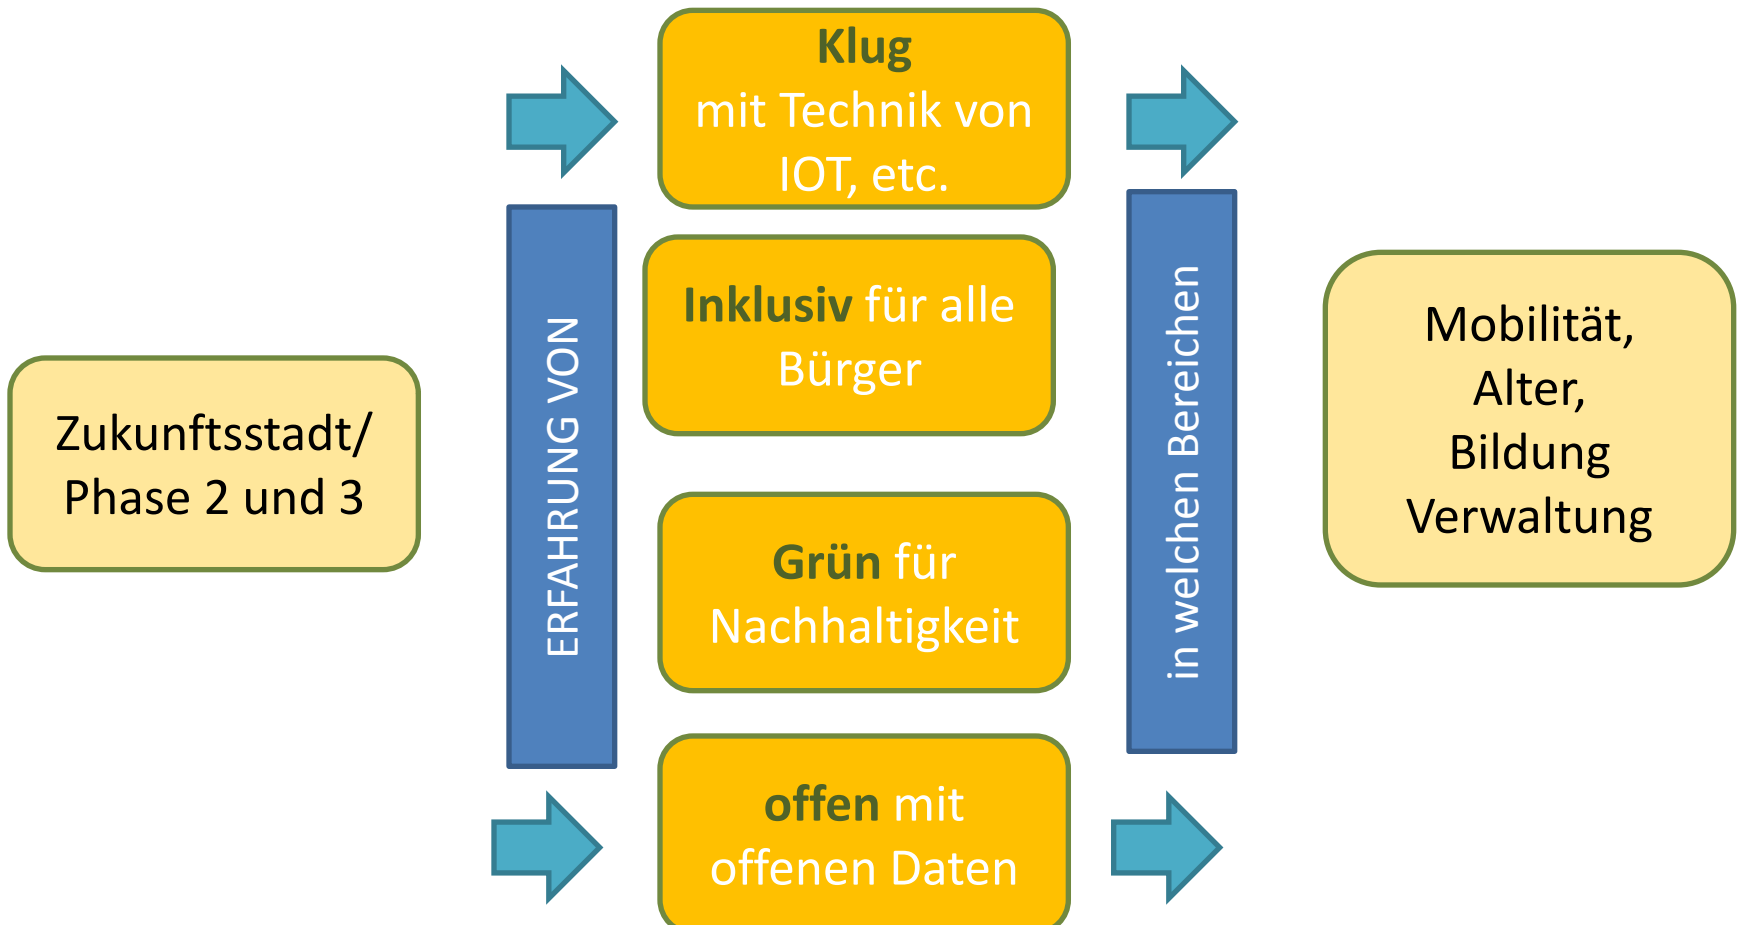 Zukunftsstadt/
Phase 2 und 3
ERFAHRUNG VON
Klug
mit Technik von
IOT, etc.
Inklusiv für alle
Bürger
Grün für
Nachhaltigkeit
offen mit
offenen Daten
in welchen Bereichen
Mobilität,
Alter,
Bildung
Verwaltung